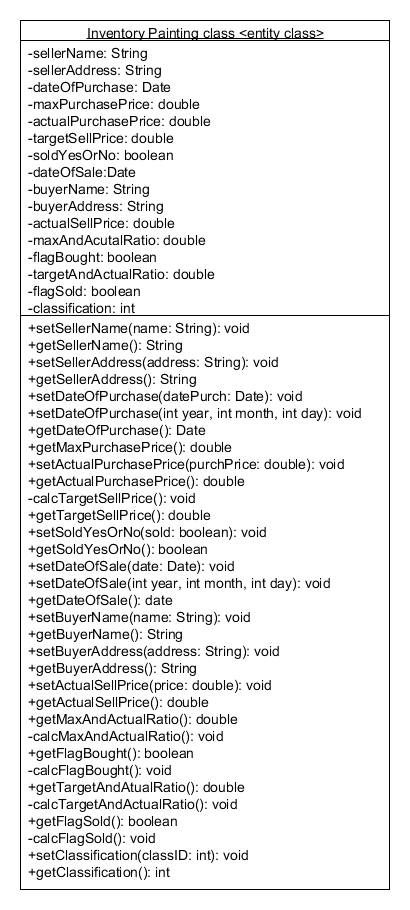 Inventory Painting class <entity class>
-sellerName: String
-sellerAddress: String
-dateOfPurchase: Date
-maxPurchasePrice: double
-actualPurchasePrice: double
-targetSellPrice: double
-soldYesOrNo: boolean
-dateOfSale:Date
-buyerName: String
-buyerAddress: String
-actualSellPrice: double
-maxAndAcutalRatio: double
-flagBought: boolean
-targetAndActualRatio: double
-flagSold: boolean
-classification: int
+setSellerName(name: String): void
+getSellerName(): String
+setSellerAddress(address: String): void
+getSellerAddress(): String
+setDateOfPurchase(datePurch: Date): void
+setDateOfPurchase(int year, int month, int day): void
+getDateOfPurchase(): Date
+getMaxPurchasePrice(): double
+setActualPurchasePrice(purchPrice: double): void
+getActualPurchasePrice(): double
-calcTargetSellPrice(): void
+getTargetSellPrice(): double
+setSoldYesOrNo(sold: boolean): void
+getSoldYesOrNo(): boolean
+setDateOfSale(date: Date): void
+setDateOfSale(int year, int month, int day): void
+getDateOfSale(): date
+setBuyerName(name: String): void
+getBuyerName(): String
+setBuyerAddress(address: String): void
+getBuyerAddress(): String
+setActualSellPrice(price: double): void
+getActualSellPrice(): double
+getMaxAndActualRatio(): double
-calcMaxAndActualRatio(): void
+getFlagBought(): boolean
-calcFlagBought(): void
+getTargetAndAtualRatio(): double
-calcTargetAndActualRatio(): void
+getFlagSold(): boolean
-calcFlagSold(): void
+setClassification(classID: int): void
+getClassification(): int